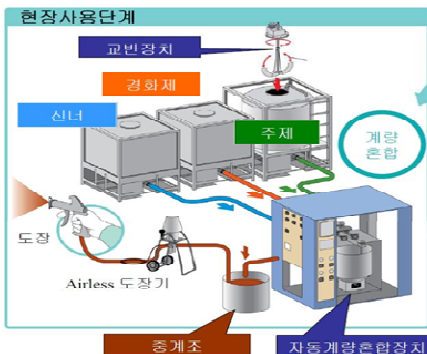 현장사용단계
교빈장치
경화제
신너
주제
계량
혼합
도장
Airless 도장기
중계조
자동계량혼합장치